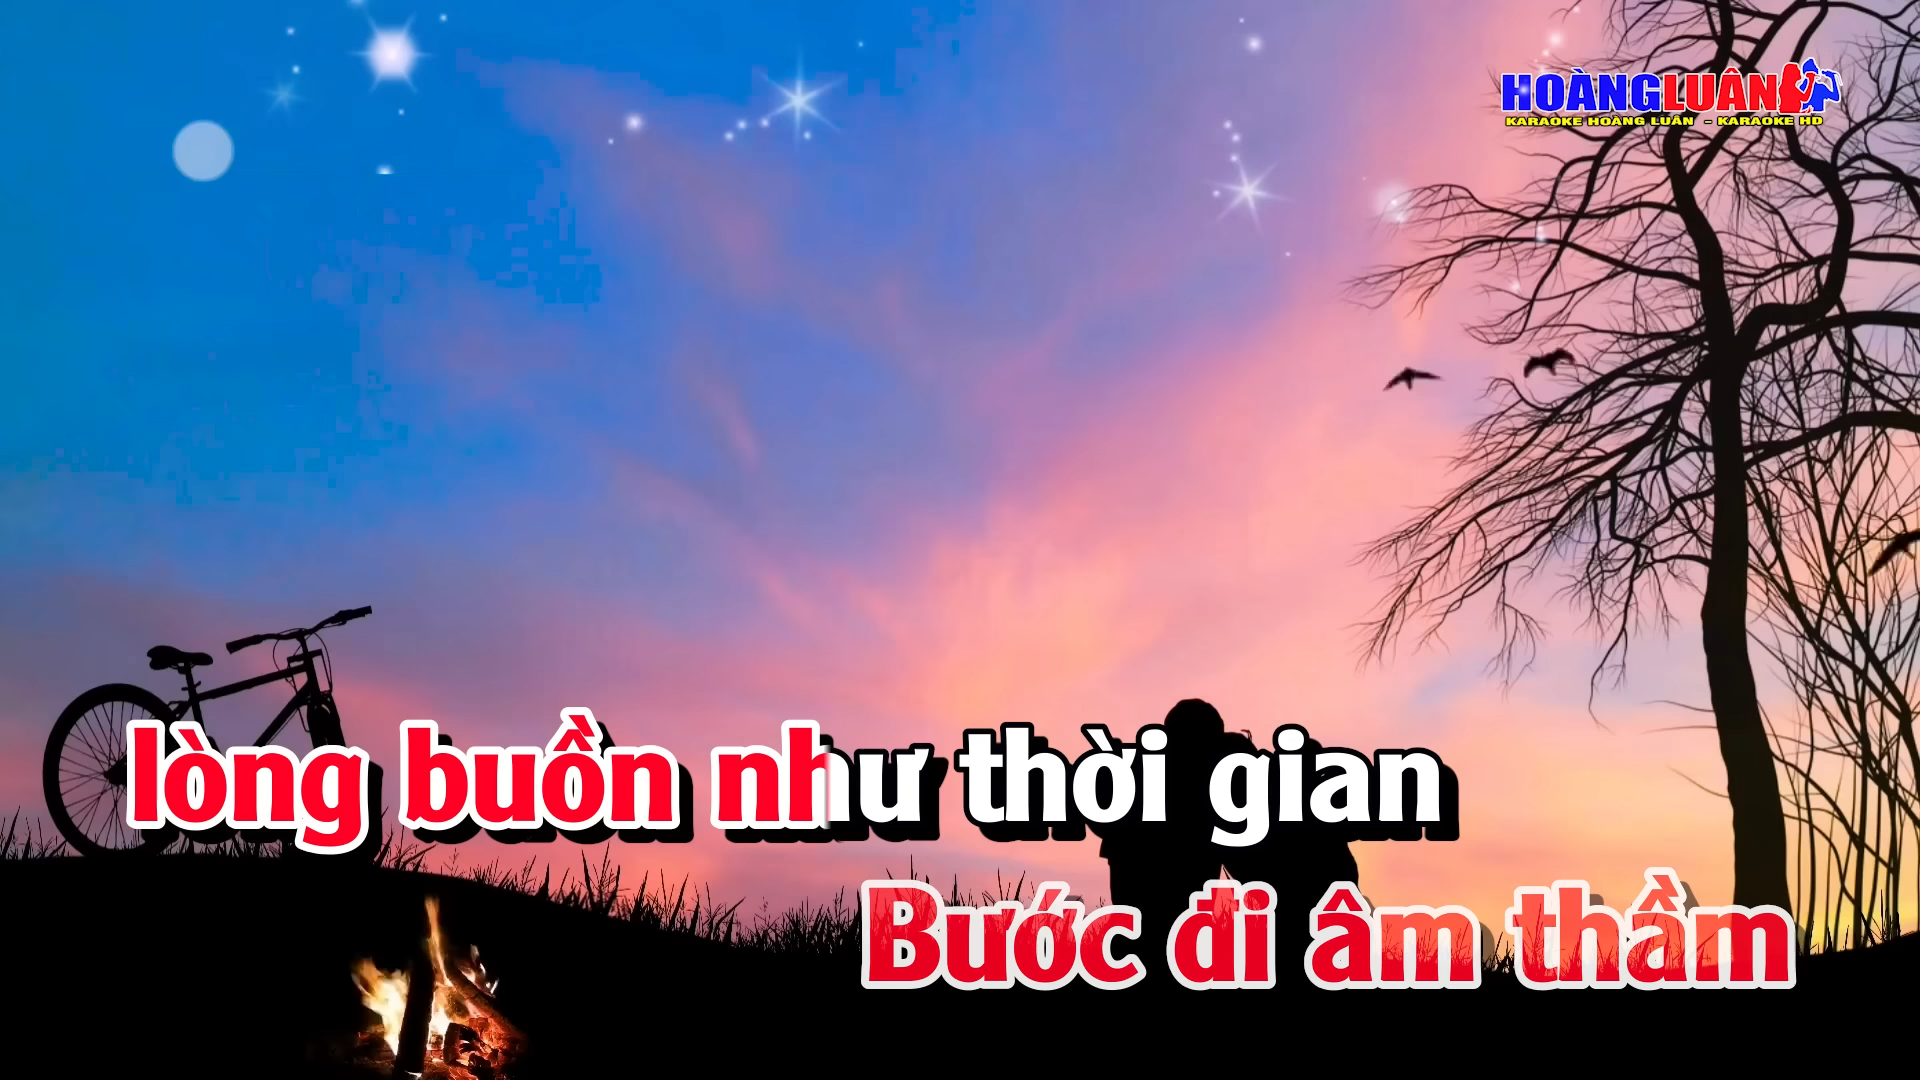 HOÀNGLUÂN
KARAOKE HOÀNG LUÂN - KARAOKE HD
lòng buồn như thời gian
Bước đi âm thầm